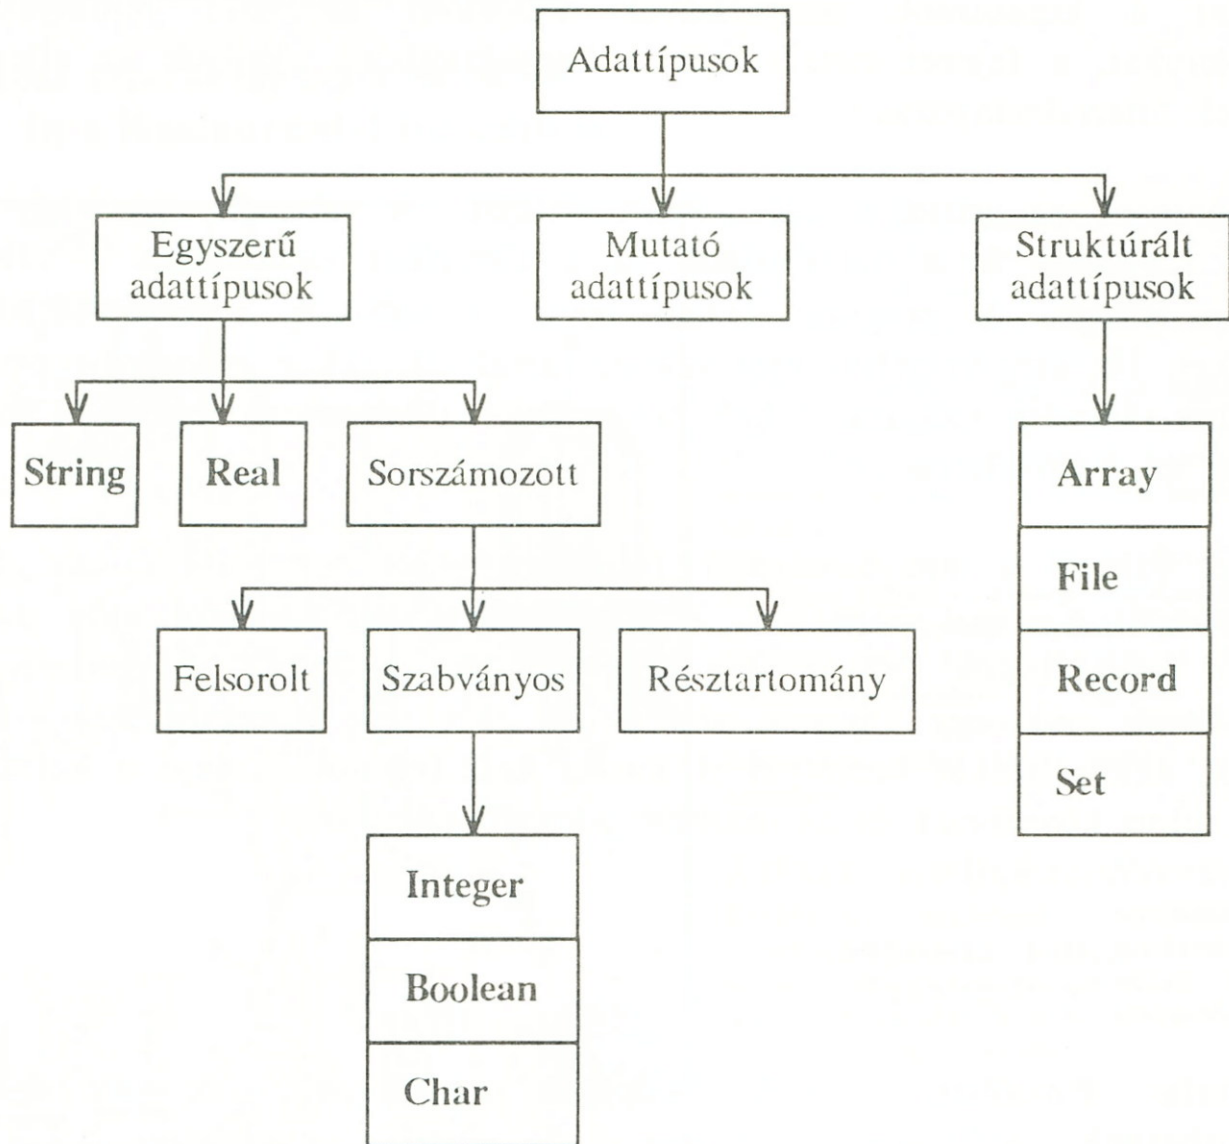 Adattípusok
Egyszerű
adattípusok
Mutató
adattípusok
Struktúrált
adattípusok
String
Real
Sorszámozott
Array
File
Record
Set
Felsorolt
Szabványos
Résztartomány
Integer
Boolean
Char